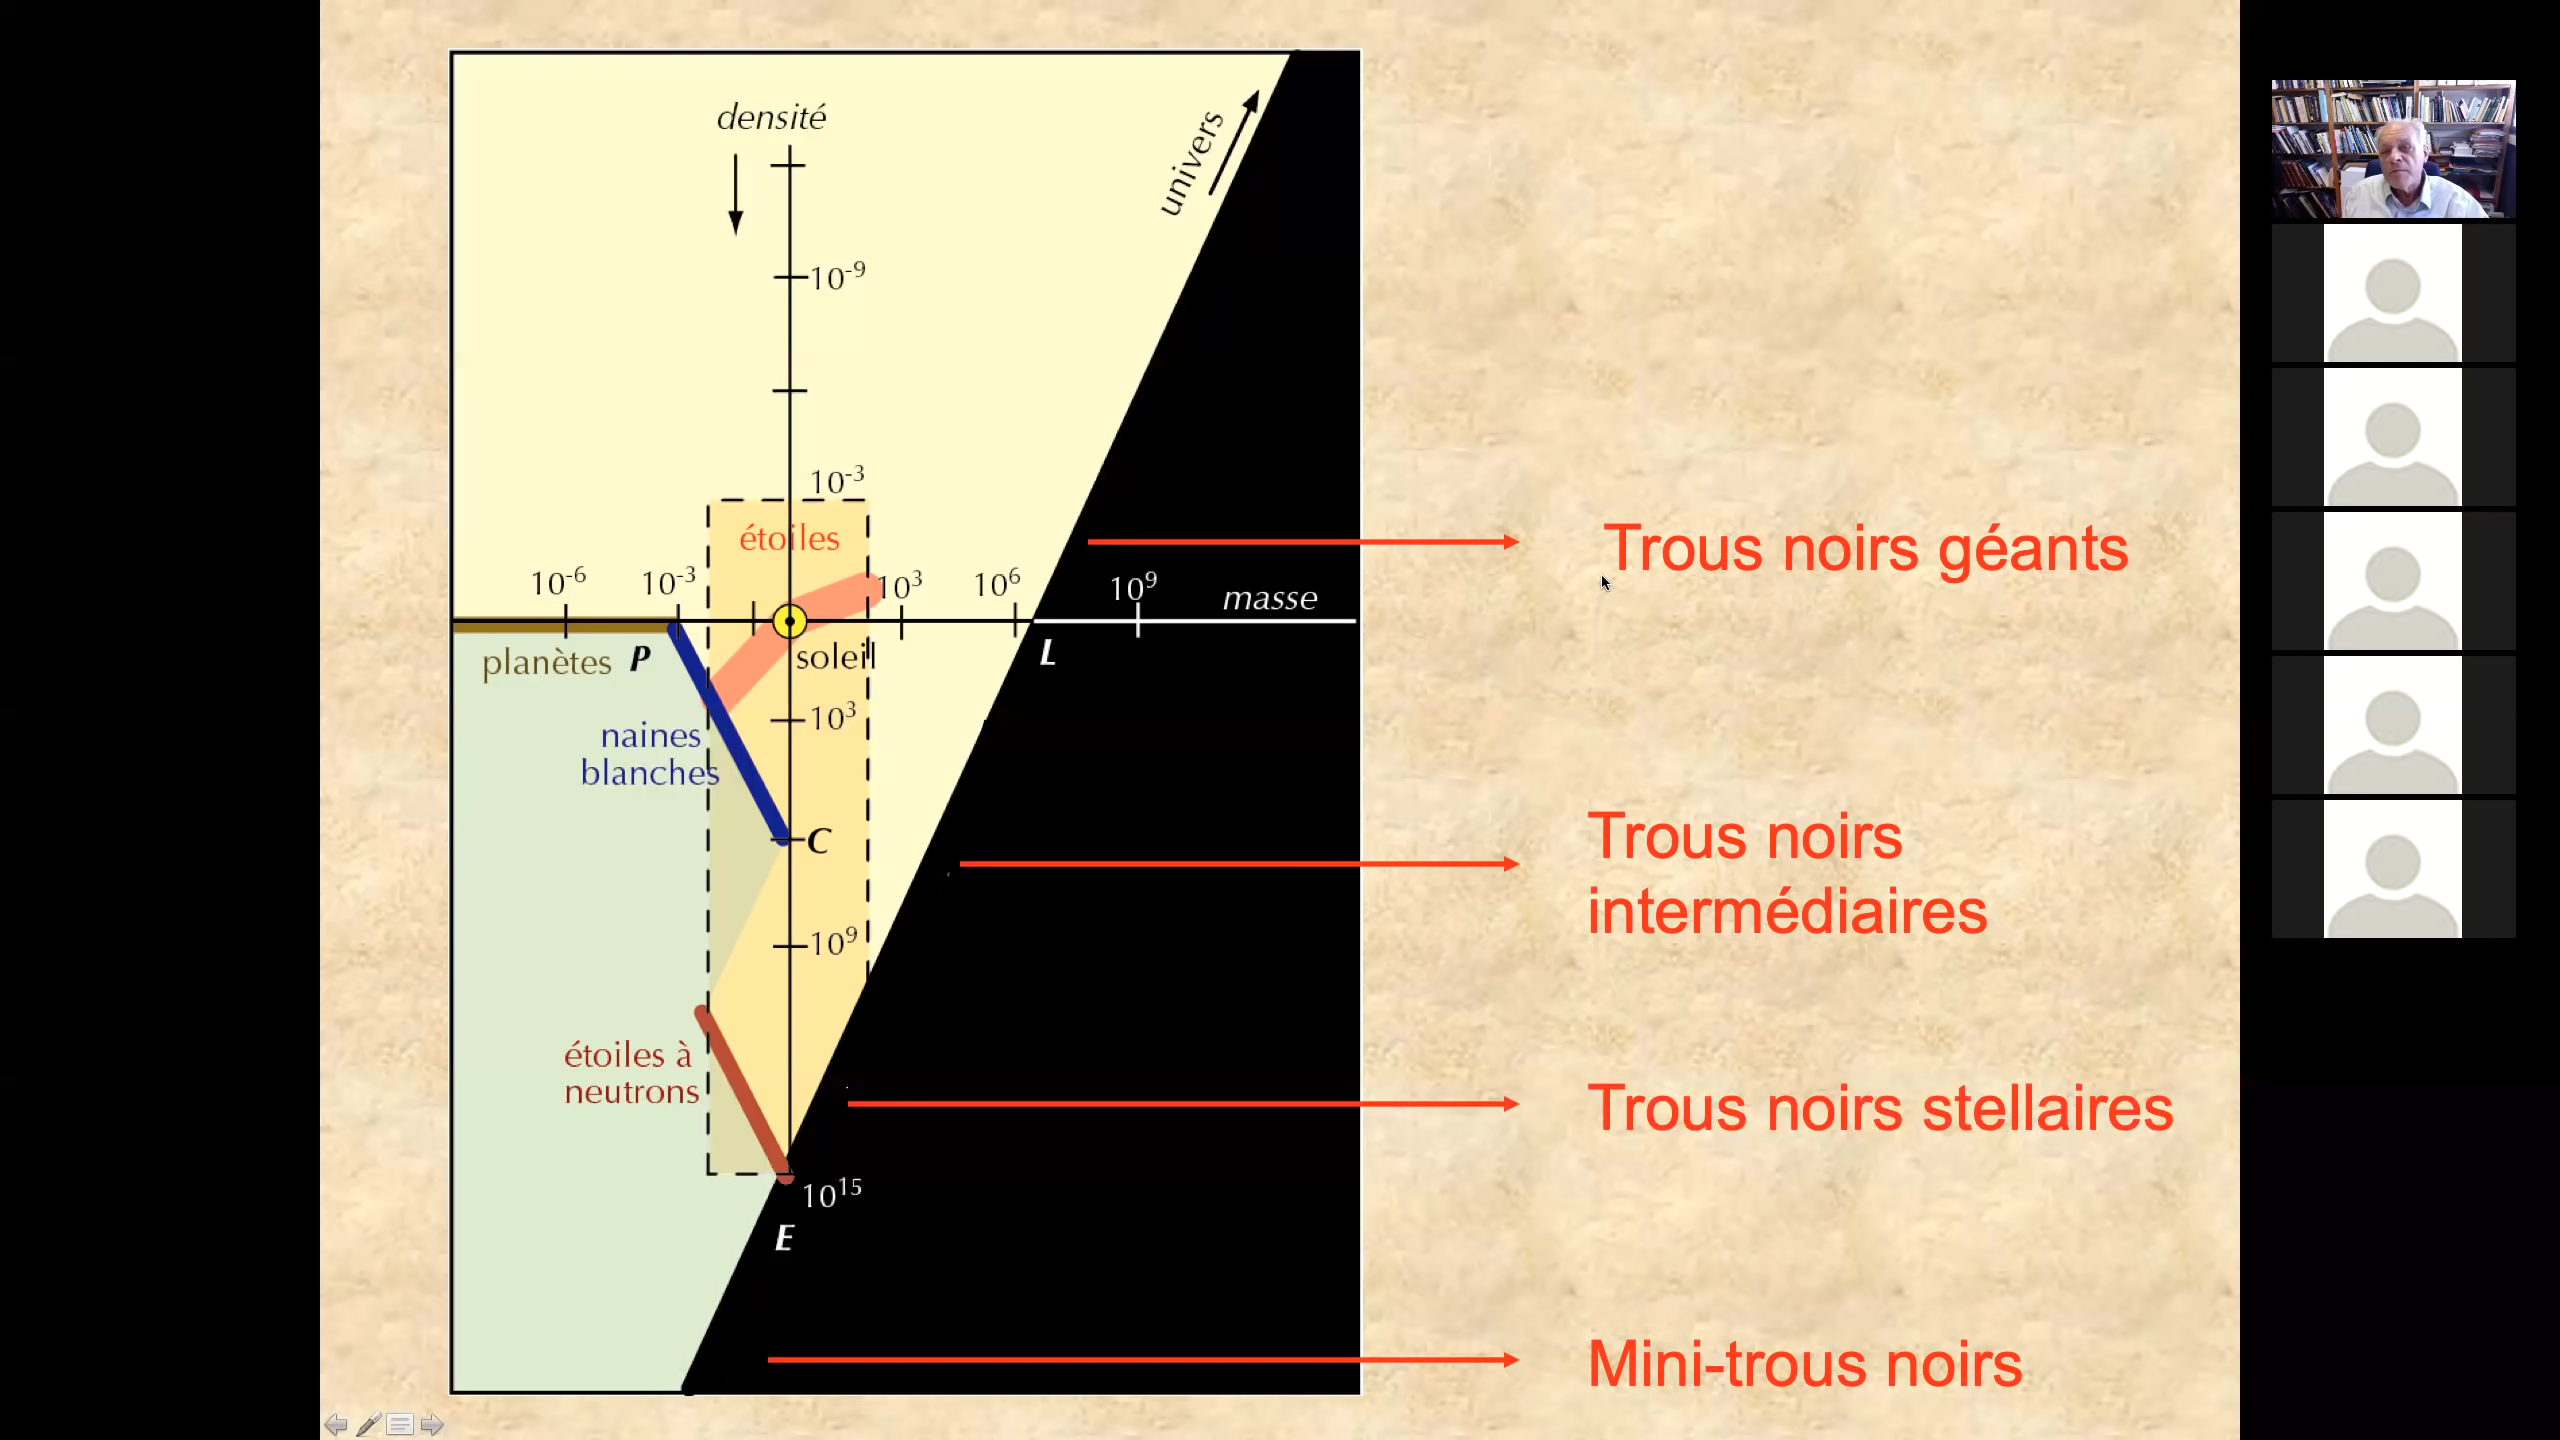 densité
univers
10⁻⁹
10⁻³
étoiles
10⁻⁶
10⁻³
10³
10⁶
10⁹
masse
planètes
P
soleil
L
10³
naines
blanches
C
10⁹
étoiles à
neutrons
10¹⁵
E
Trous noirs géants
Trous noirs
intermédiaires
Trous noirs stellaires
Mini-trous noirs